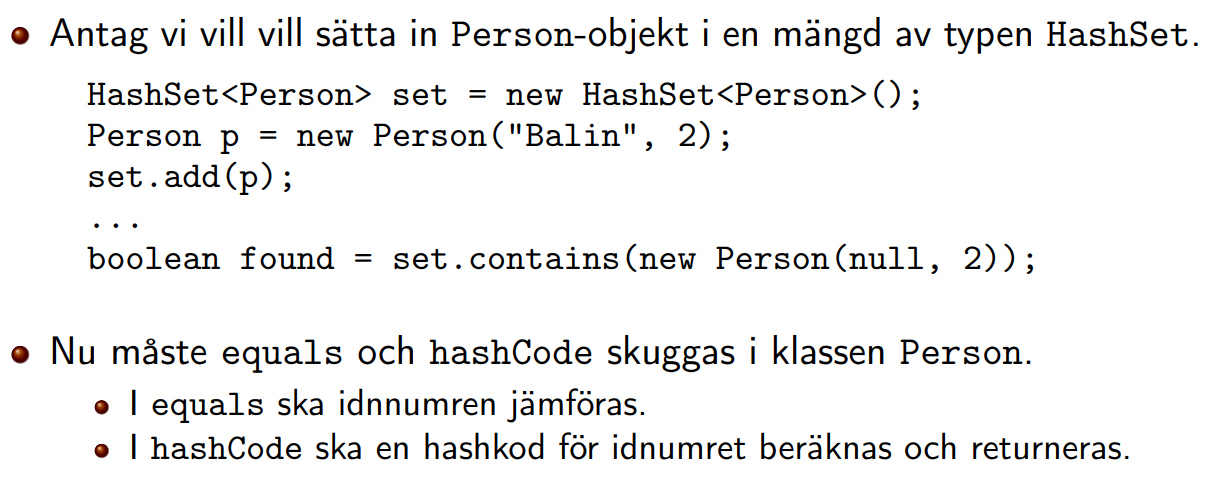 Antag vi vill vill sätta in Person-objekt i en mängd av typen HashSet.
HashSet<Person> set = new HashSet<Person>();
Person p = new Person("Balin", 2);
set.add(p);
...
boolean found = set.contains(new Person(null, 2));
Nu måste equals och hashCode skuggas i klassen Person.
I equals ska idnnumren jämföras.
I hashCode ska en hashkod för idnumret beräknas och returneras.